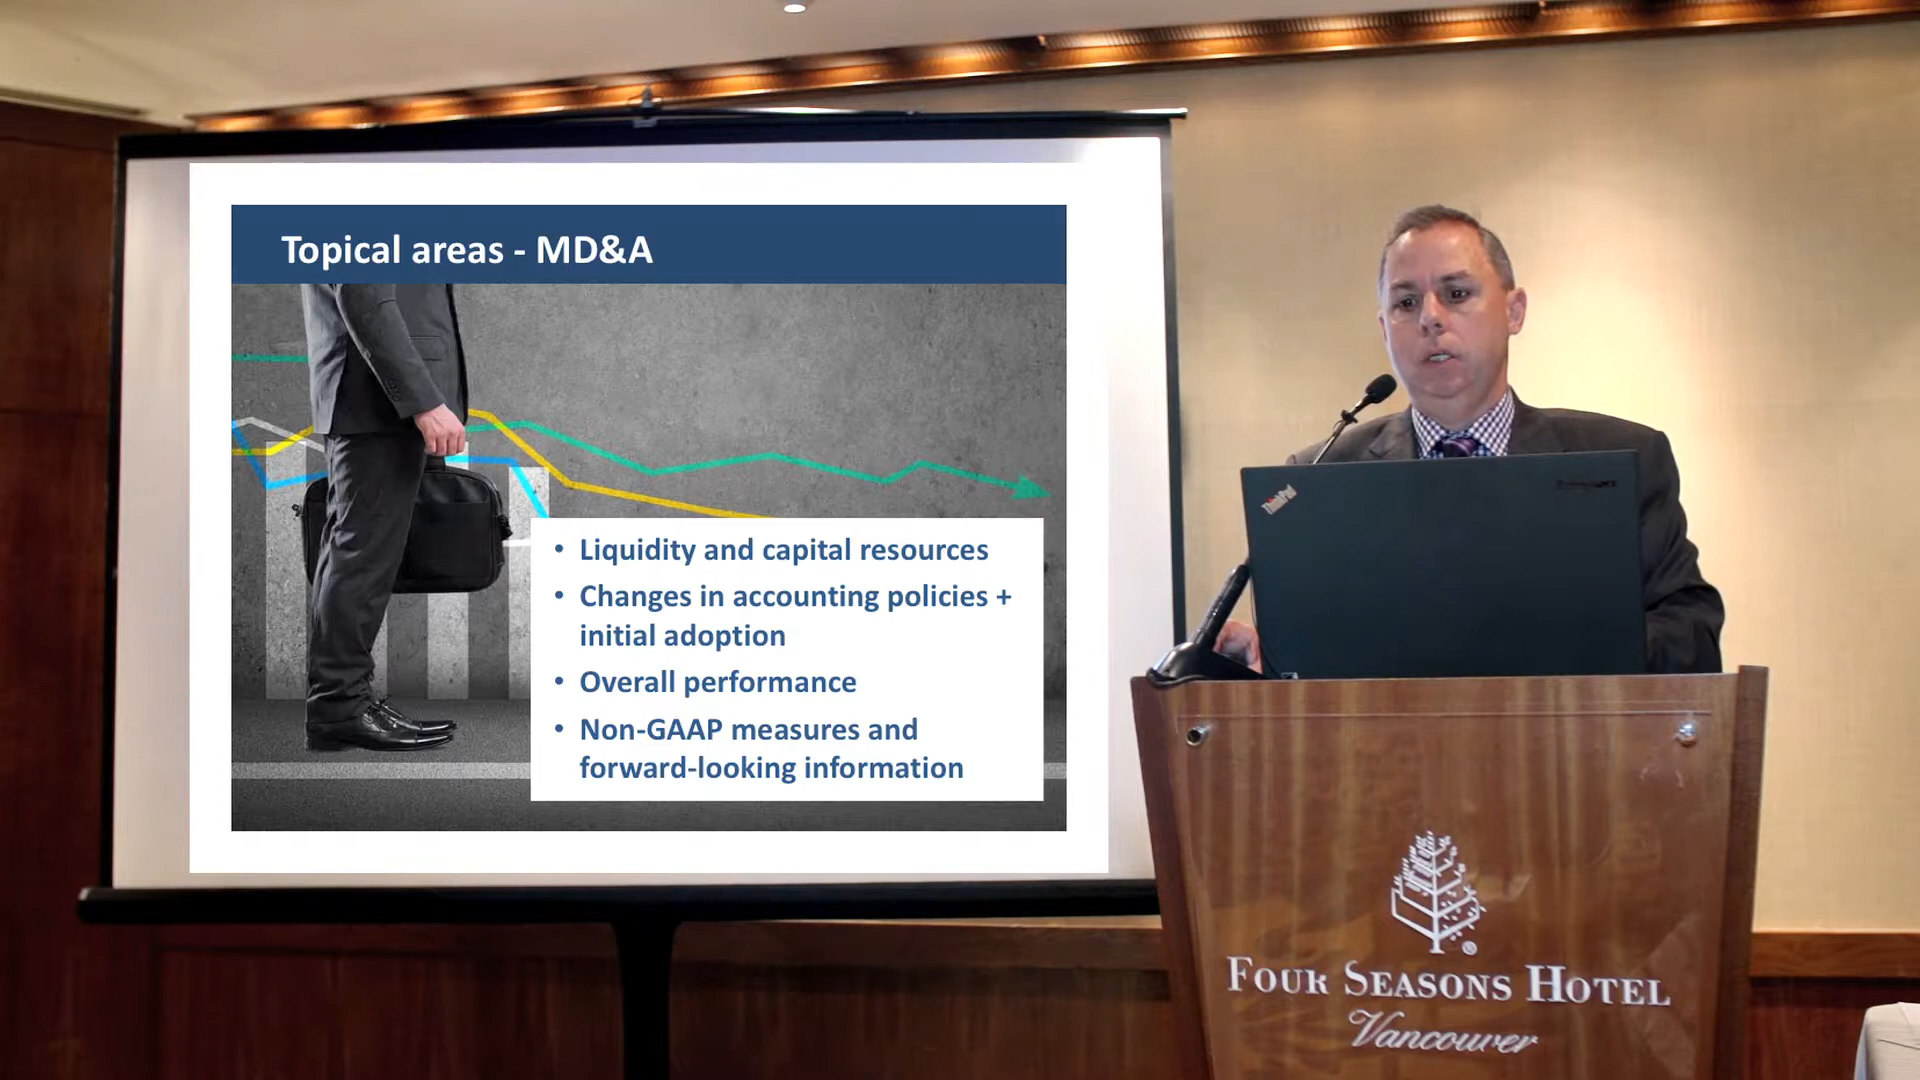 Topical areas - MD&A
• Liquidity and capital resources
• Changes in accounting policies +
initial adoption
• Overall performance
• Non-GAAP measures and
forward-looking information
ThinkPad
FOUR SEASONS HOTEL
Vancouver